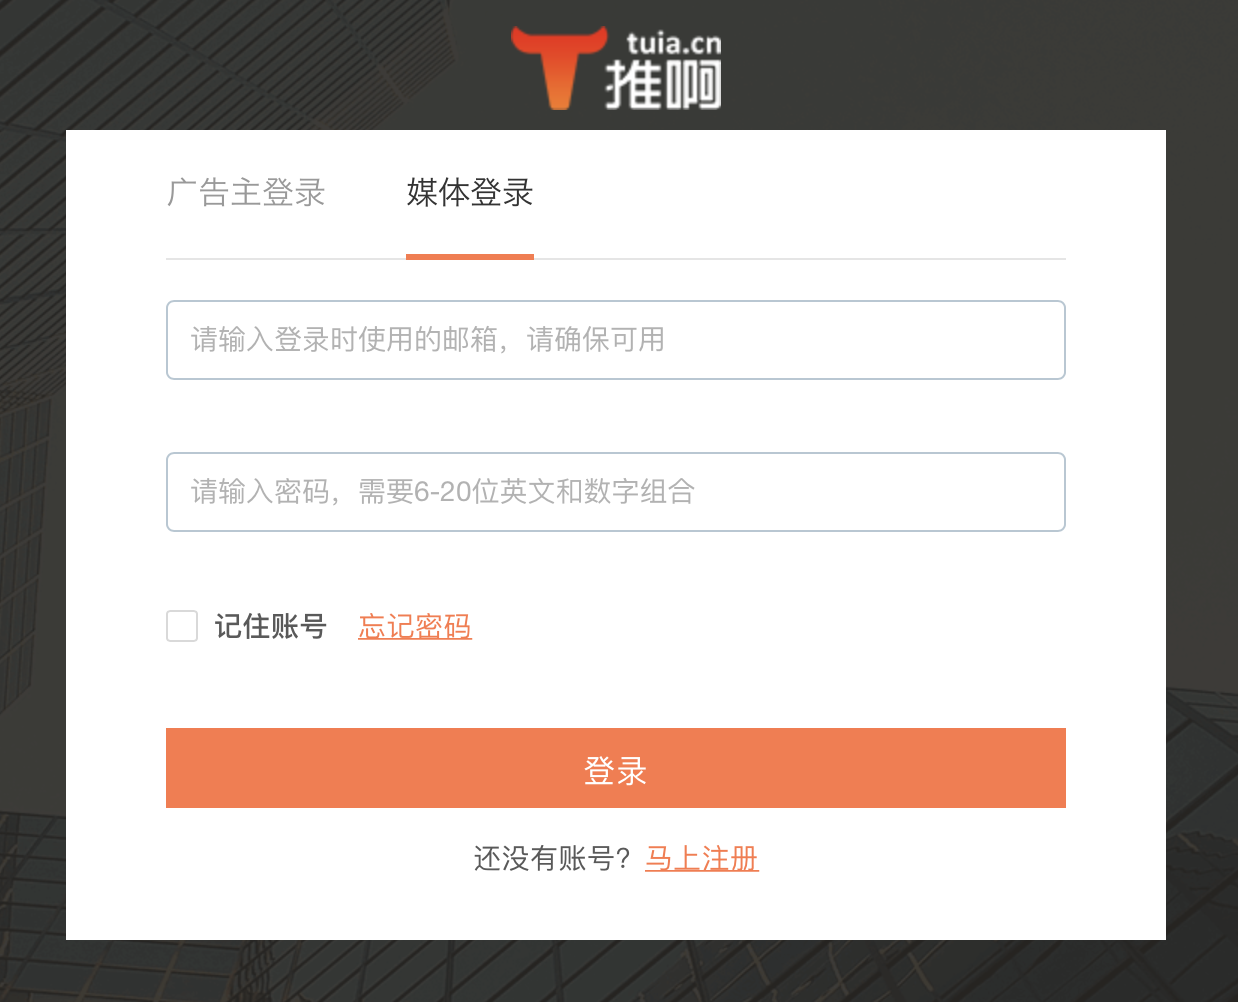 tuia.cn
推啊
广告主登录 媒体登录
请输入登录时使用的邮箱，请确保可用
请输入密码，需要6-20位英文和数字组合
记住账号 忘记密码
登录
还没有账号？马上注册